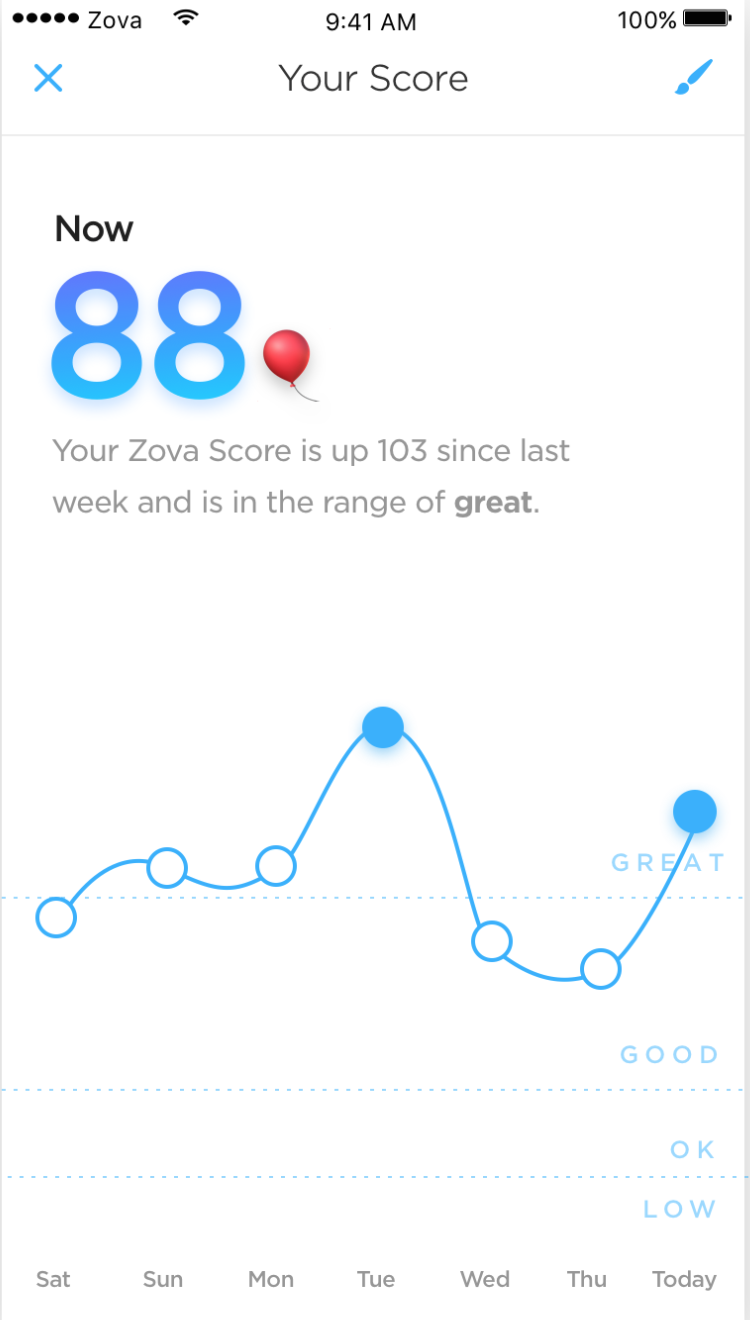 Zova 9:41 AM 100%
Your Score
Now
88
Your Zova Score is up 103 since last
week and is in the range of great.
GREAT
GOOD
OK
LOW
Sat Sun Mon Tue Wed Thu Today